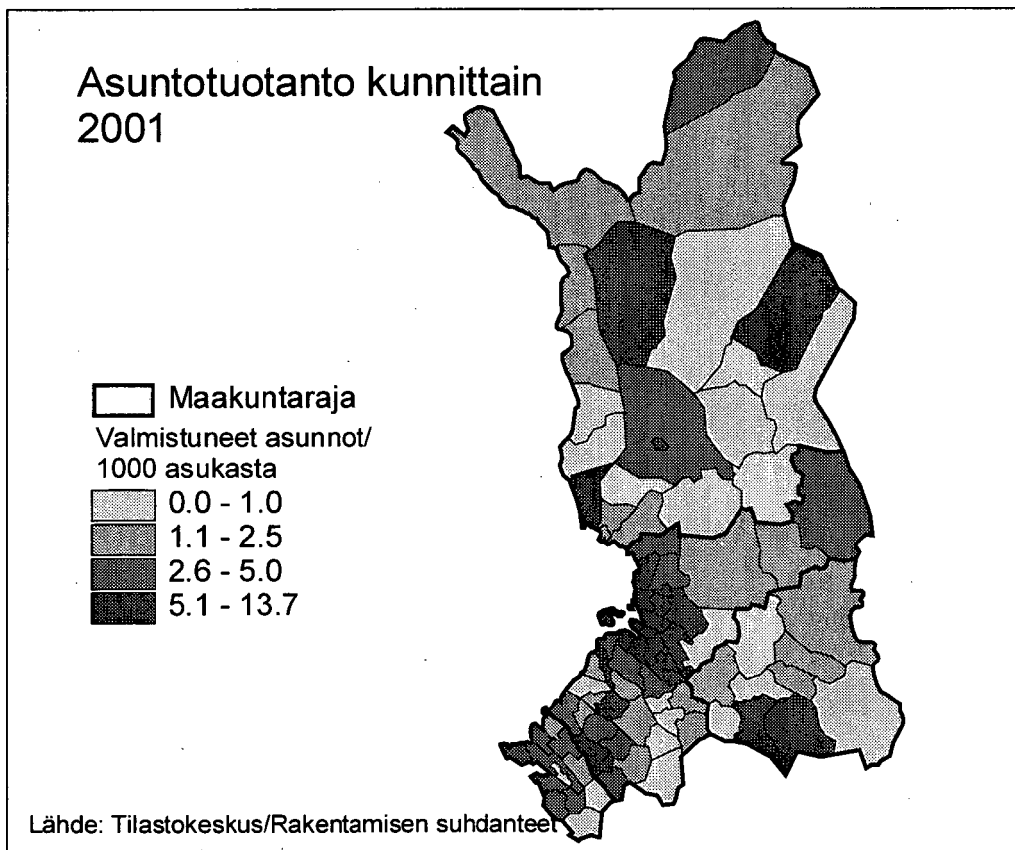 Asuntotuotanto kunnittain
2001
Maakuntaraja
Valmistuneet asunnot/
1000 asukasta
0.0 - 1.0
1.1 - 2.5
2.6 - 5.0
5.1 - 13.7
Lähde: Tilastokeskus/Rakentamisen suhdanteet